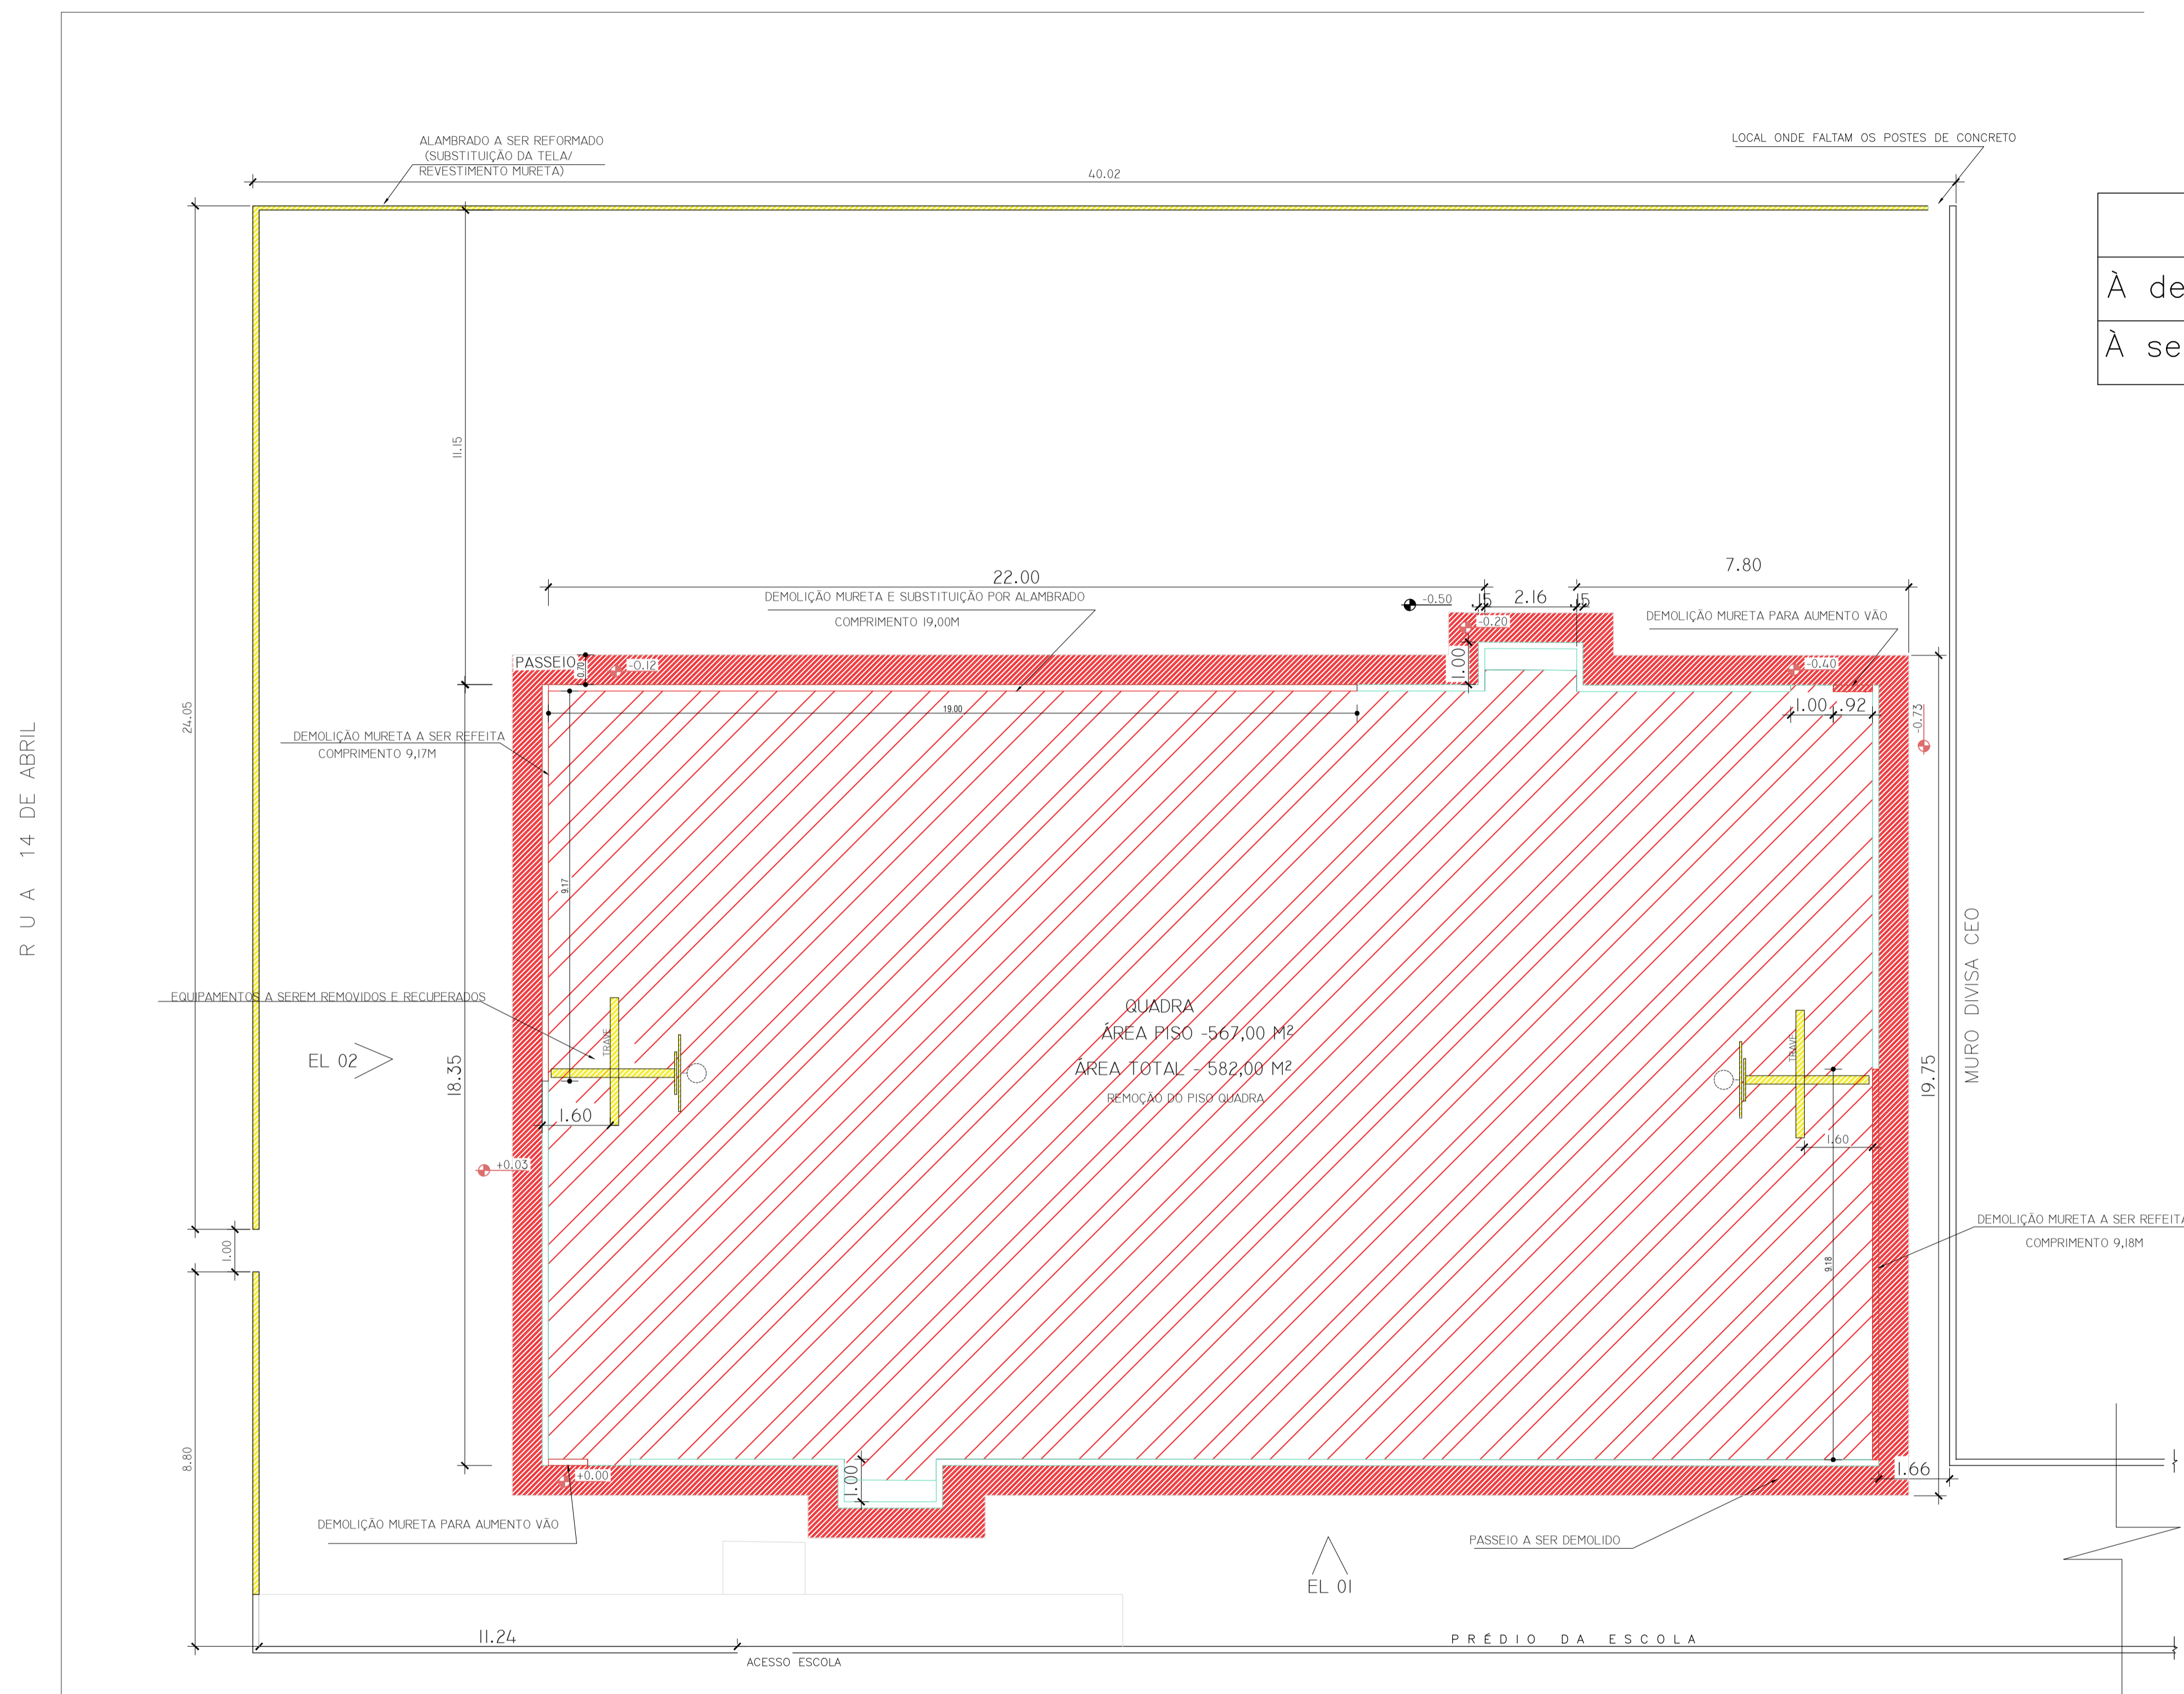 ALAMBRADO A SER REFORMADO
(SUBSTITUIÇÃO DA TELA/
REVESTIMENTO MURETA)
LOCAL ONDE FALTAM OS POSTES DE CONCRETO
40.02
À de
À se
11.15
24.05
22.00
7.80
DEMOLIÇÃO MURETA E SUBSTITUIÇÃO POR ALAMBRADO
COMPRIMENTO 19,00M
-0.50
.15
2.16
.15
-0.20
DEMOLIÇÃO MURETA PARA AUMENTO VÃO
PASSEIO
0.70
-0.12
1.00
-0.40
1.00
.92
-0.73
19.00
DEMOLIÇÃO MURETA A SER REFEITA
COMPRIMENTO 9,17M
9.17
RUA 14 DE ABRIL
MURO DIVISA CEO
EQUIPAMENTOS A SEREM REMOVIDOS E RECUPERADOS
QUADRA
ÁREA PISO -567,00 M²
ÁREA TOTAL - 582,00 M²
REMOÇÃO DO PISO QUADRA
TRAVE
TRAVE
EL 02
18.35
19.75
1.60
1.60
+0.03
DEMOLIÇÃO MURETA A SER REFEITA
COMPRIMENTO 9,18M
9.18
1.00
8.80
+0.00
1.00
1.66
DEMOLIÇÃO MURETA PARA AUMENTO VÃO
PASSEIO A SER DEMOLIDO
EL 01
11.24
PRÉDIO DA ESCOLA
ACESSO ESCOLA